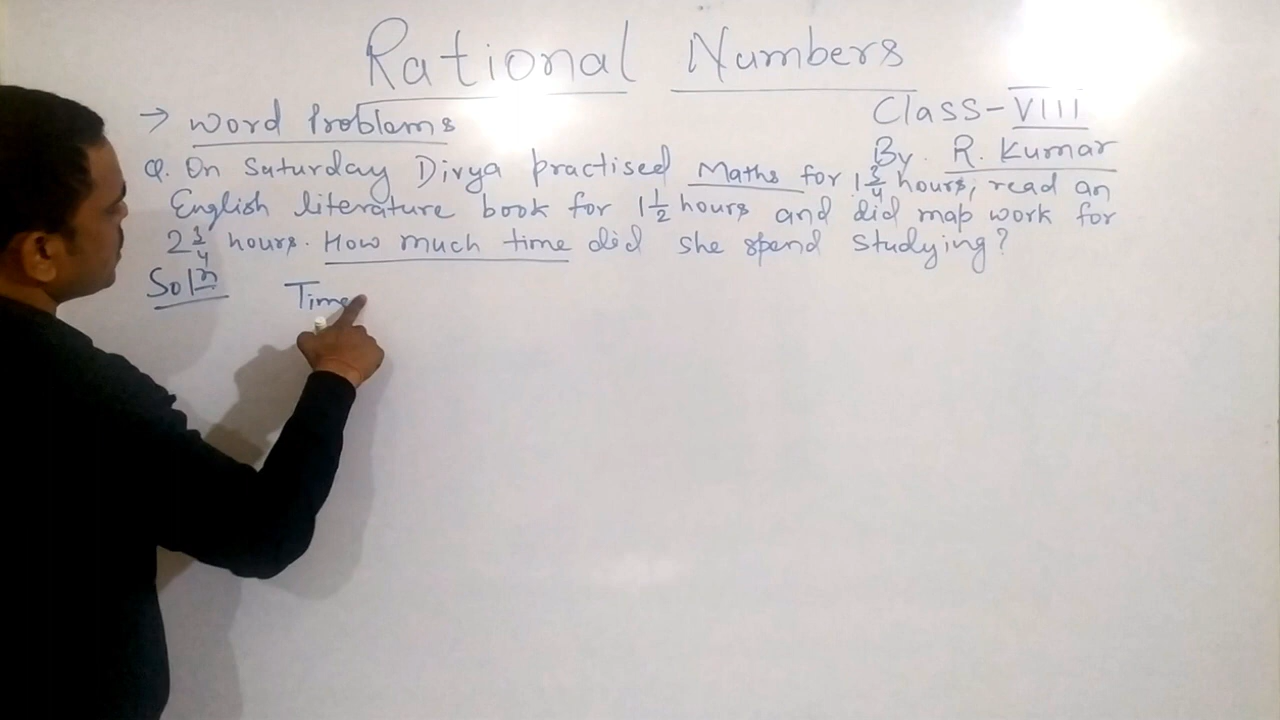 Rational Numbers
→ Word Problems
Class-VIII
By. R. Kumar
Q. On Saturday Divya practised Maths for 1 3/4 hours, read an
English literature book for 1 1/2 hours and did map work for
2 3/4 hours. How much time did she spend studying?
Solⁿ Time